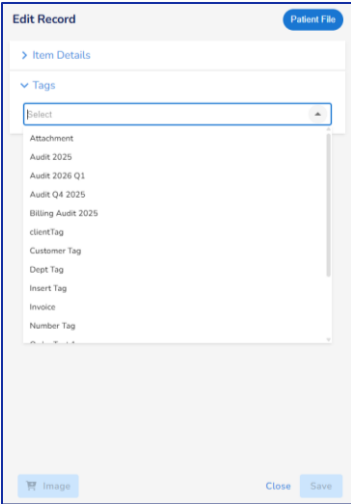 Edit Record
Patient File
Item Details
Tags
Select
Attachment
Audit 2025
Audit 2026 Q1
Audit Q4 2025
Billing Audit 2025
clientTag
Customer Tag
Dept Tag
Insert Tag
Invoice
Number Tag
Image
Close
Save